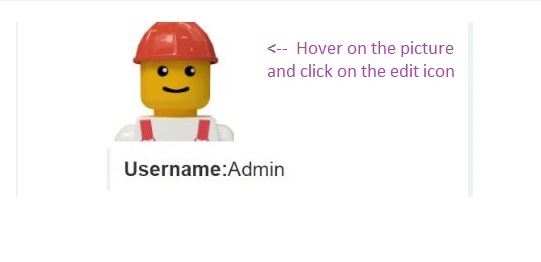 <-- Hover on the picture
and click on the edit icon
Username:Admin